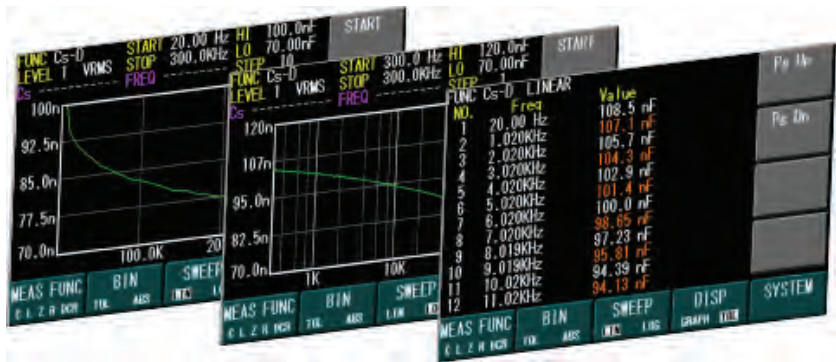 FUNC Cs-D START 20.00 Hz HI 100.0nF START
LEVEL 1 VRMS STOP 300.0KHz LO 70.00nF
STEP 10
Cs FREQ
100n
92.5n
85.0n
77.5n
70.0n
100.0K 20
MEAS FUNC BIN SWEEP
C L Z R DCR TOL ABS LIN LO
FUNC Cs-D START 300.0 Hz HI 120.0nF START
LEVEL 1 VRMS STOP 300.0KHz LO 70.00nF
STEP 1
Cs FREQ
120n
107n
95.0n
82.5n
70.0n
1K 10K
MEAS FUNC BIN SWEEP
C L Z R DCR TOL ABS LIN
FUNC Cs-D LINEAR
NO. Freq Value
1 20.00 Hz 108.5 nF
2 1.020KHz 107.1 nF
3 2.020KHz 105.7 nF
4 3.020KHz 104.3 nF
5 4.020KHz 102.9 nF
6 5.020KHz 101.4 nF
7 6.020KHz 100.0 nF
8 7.020KHz 98.65 nF
9 8.019KHz 97.23 nF
10 9.019KHz 95.81 nF
11 10.02KHz 94.39 nF
12 11.02KHz 94.13 nF
Pg Up
Pg Dn
MEAS FUNC BIN SWEEP DISP SYSTEM
C L Z R DCR TOL ABS LIN LOG GRAPH TBL